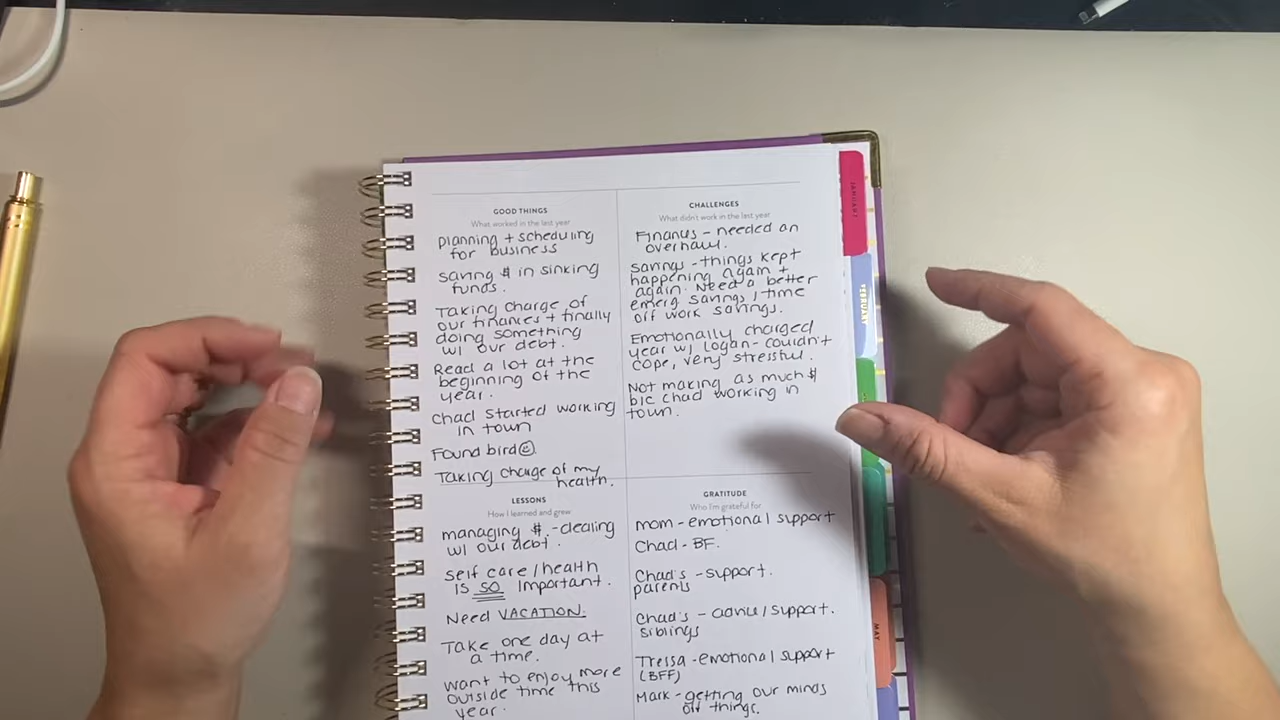 GOOD THINGS
What worked in the last year
planning + scheduling
for business
saving $ in sinking
funds.
Taking charge of
our finances + finally
doing something
w/ our debt.
Read a lot at the
beginning of the
year.
Chad started working
in town
Found bird☺.
Taking charge of my
health.
CHALLENGES
What didn't work in the last year
Finances - needed an
overhaul.
Savings - things kept
happening again +
again. Need a better
emerg savings / time
off work savings.
Emotionally charged
year w/ Logan - couldn't
cope, very stressful.
Not making as much $
b/c Chad working in
town.
LESSONS
How I learned and grew
managing $. - dealing
w/ our debt.
self care / health
is so important.
Need VACATION.
Take one day at
a time.
want to enjoy more
outside time this
year.
GRATITUDE
Who I'm grateful for
mom - emotional support
Chad - BF.
Chad's - support.
parents
Chad's - advice / support.
siblings
Tressa - emotional support
(BFF)
Mark - getting our minds
off things.
JANUARY
FEBRUARY
MAY